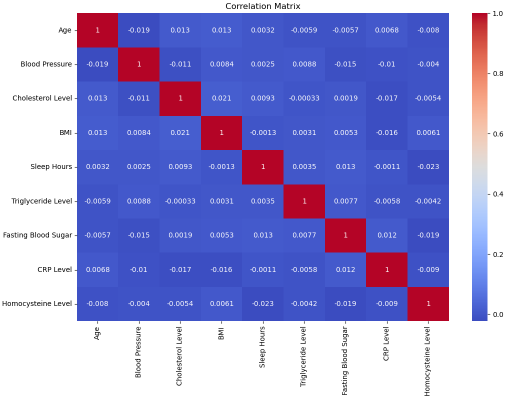 Correlation Matrix
Age 1 -0.019 0.013 0.013 0.0032 -0.0059 -0.0057 0.0068 -0.008
Blood Pressure -0.019 1 -0.011 0.0084 0.0025 0.0088 -0.015 -0.01 -0.004
Cholesterol Level 0.013 -0.011 1 0.021 0.0093 -0.00033 0.0019 -0.017 -0.0054
BMI 0.013 0.0084 0.021 1 -0.0013 0.0031 0.0053 -0.016 0.0061
Sleep Hours 0.0032 0.0025 0.0093 -0.0013 1 0.0035 0.013 -0.0011 -0.023
Triglyceride Level -0.0059 0.0088 -0.00033 0.0031 0.0035 1 0.0077 -0.0058 -0.0042
Fasting Blood Sugar -0.0057 -0.015 0.0019 0.0053 0.013 0.0077 1 0.012 -0.019
CRP Level 0.0068 -0.01 -0.017 -0.016 -0.0011 -0.0058 0.012 1 -0.009
Homocysteine Level -0.008 -0.004 -0.0054 0.0061 -0.023 -0.0042 -0.019 -0.009 1
Age
Blood Pressure
Cholesterol Level
BMI
Sleep Hours
Triglyceride Level
Fasting Blood Sugar
CRP Level
Homocysteine Level
1.0
0.8
0.6
0.4
0.2
0.0